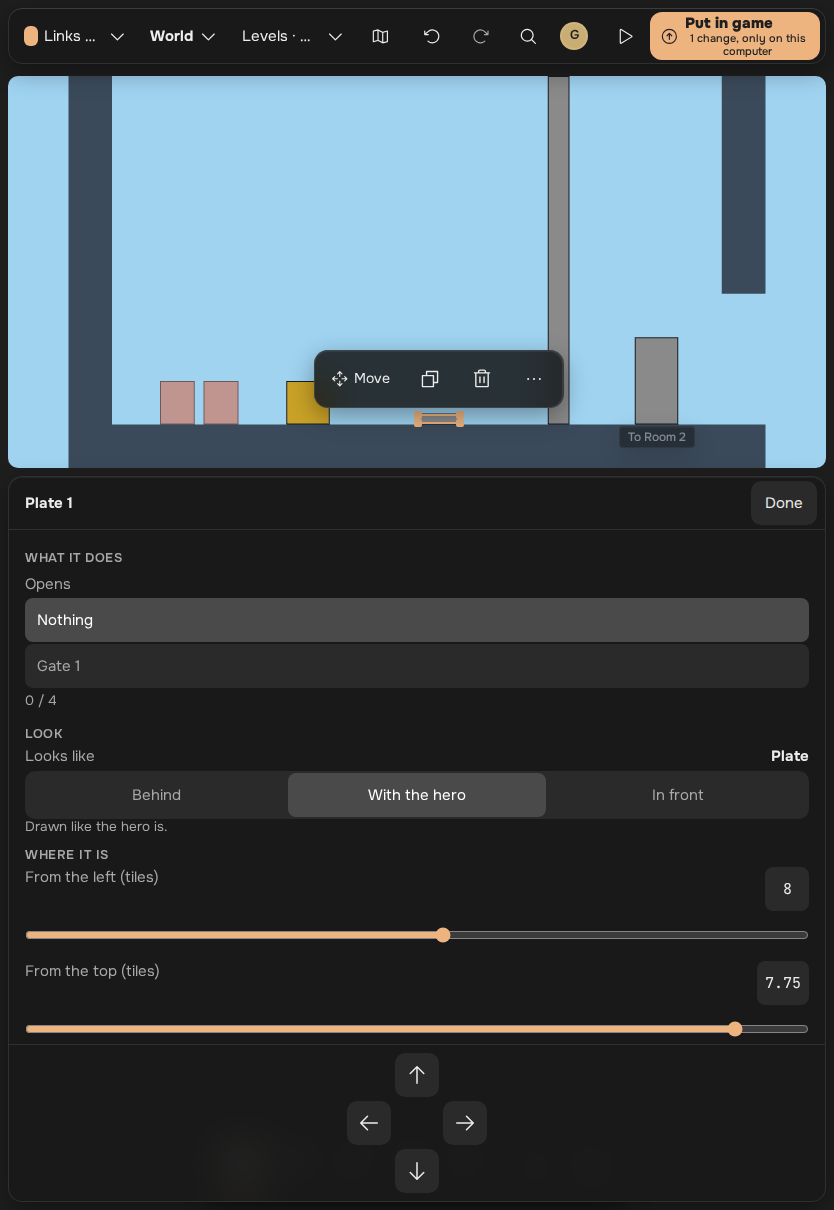 Links ...
World
Levels · ...
G
Put in game
1 change, only on this
computer
Move
To Room 2
Plate 1
Done
WHAT IT DOES
Opens
Nothing
Gate 1
0 / 4
LOOK
Looks like
Plate
Behind
With the hero
In front
Drawn like the hero is.
WHERE IT IS
From the left (tiles)
8
From the top (tiles)
7.75